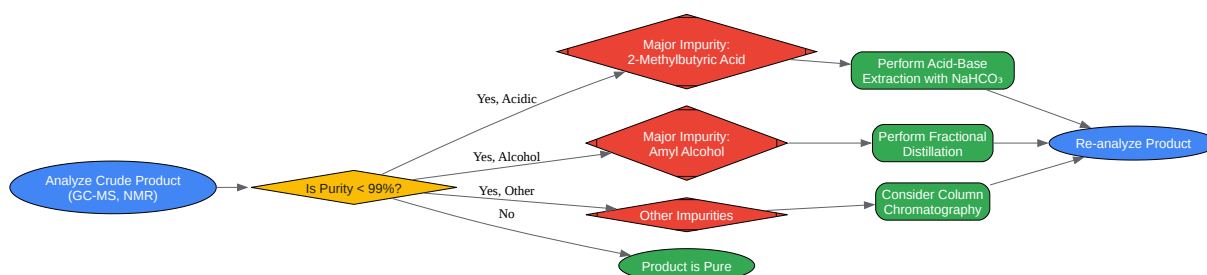 Analyze Crude Product
(GC-MS, NMR)
Is Purity < 99%?
Yes, Acidic
Yes, Alcohol
Yes, Other
No
Major Impurity:
2-Methylbutyric Acid
Perform Acid-Base
Extraction with NaHCO₃
Major Impurity:
Amyl Alcohol
Perform Fractional
Distillation
Other Impurities
Consider Column
Chromatography
Product is Pure
Re-analyze Product